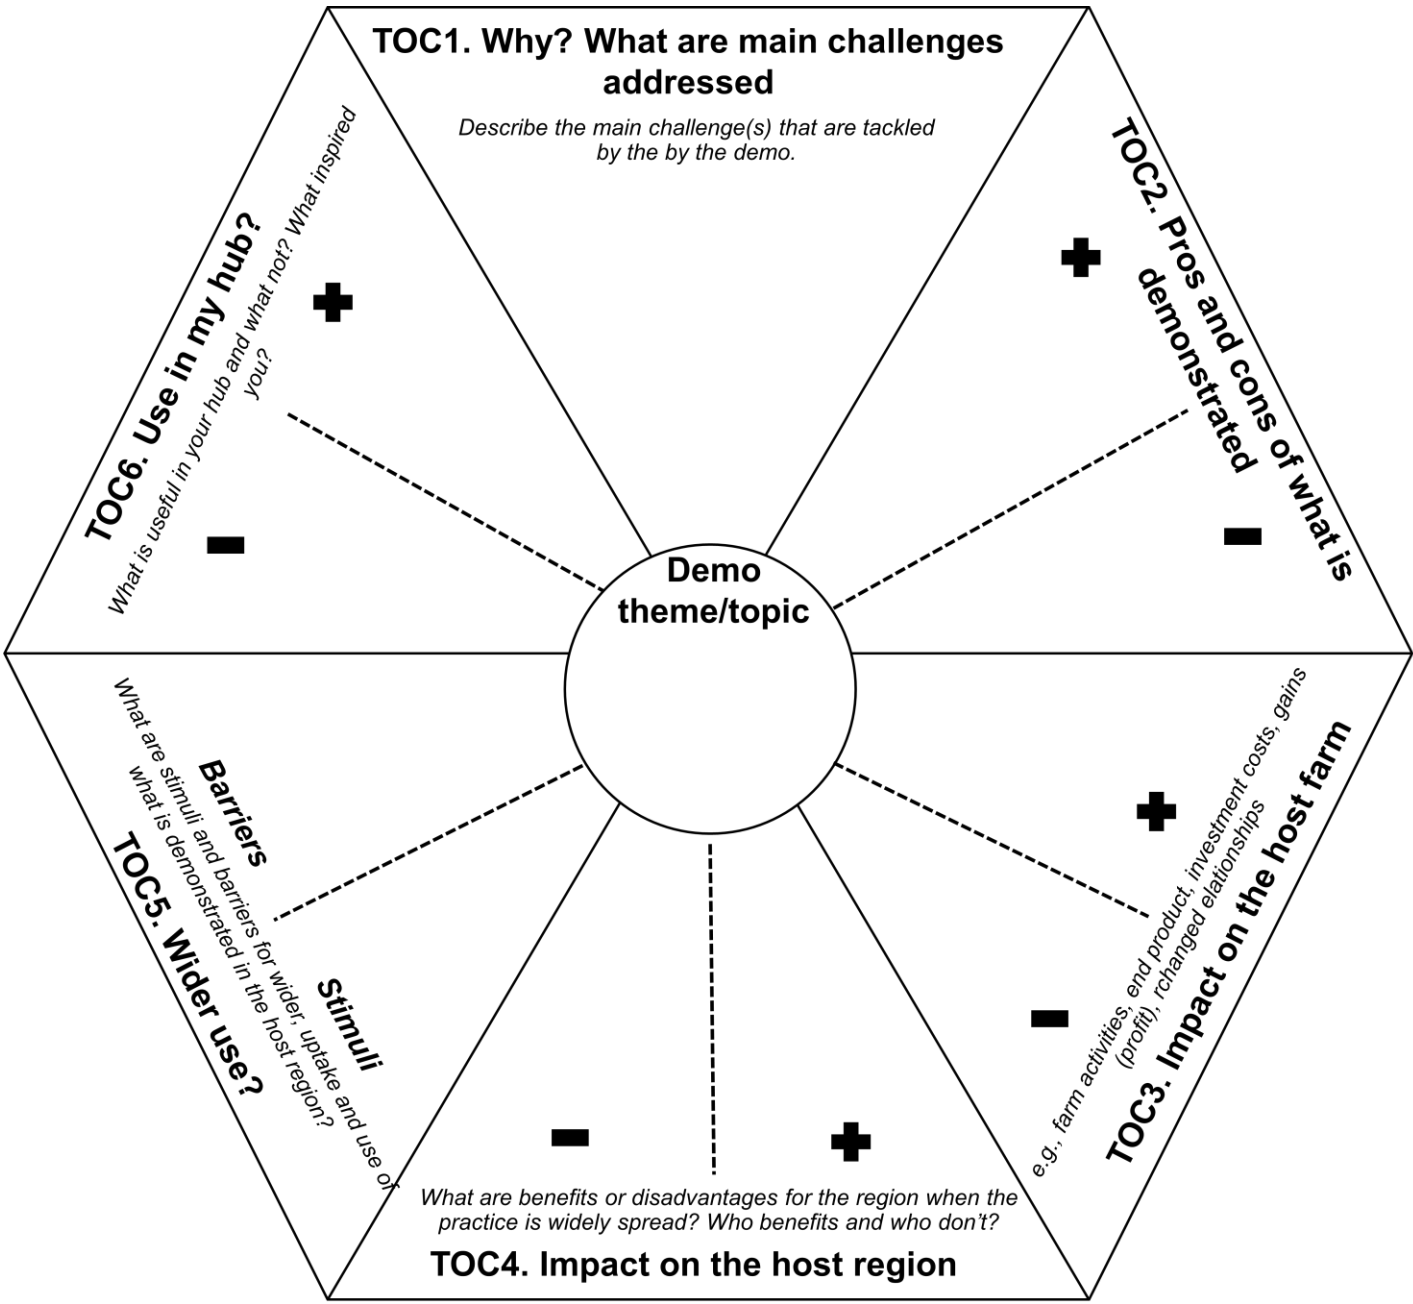 TOC1. Why? What are main challenges
addressed
Describe the main challenge(s) that are tackled
by the by the demo.
TOC2. Pros and cons of what is
demonstrated
TOC3. Impact on the host farm
e.g., farm activities, end product, investment costs, gains
(profit), rchanged elationships
What are benefits or disadvantages for the region when the
practice is widely spread? Who benefits and who don't?
TOC4. Impact on the host region
TOC5. Wider use?
What are stimuli and barriers for wider, uptake and use of
what is demonstrated in the host region?
Barriers
Stimuli
TOC6. Use in my hub?
What is useful in your hub and what not? What inspired
you?
Demo
theme/topic